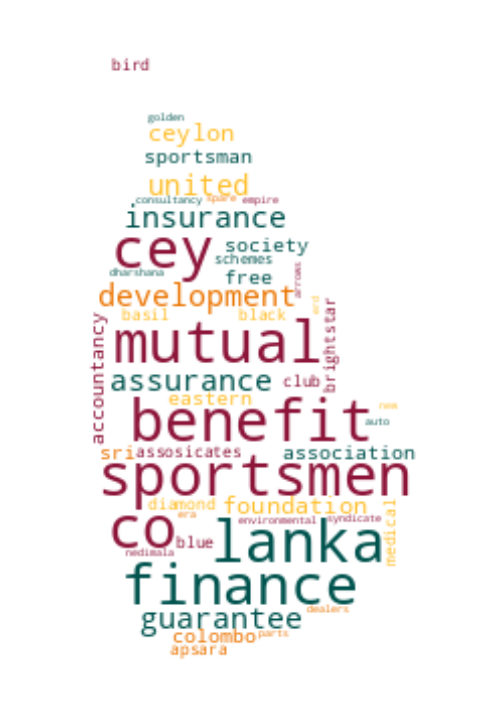 bird
golden
ceylon
sportsman
united
consultancy spare empire
insurance
cey society
schemes
dharshana free arrows
development erd
basil black brightstar
accountancy mutual
assurance club
eastern new
benefit auto
sri assosicates association
sportsmen
diamond foundation medical
era environmental syndicate
co blue lanka
nedimala
finance
guarantee dealers
colombo parts
apsara